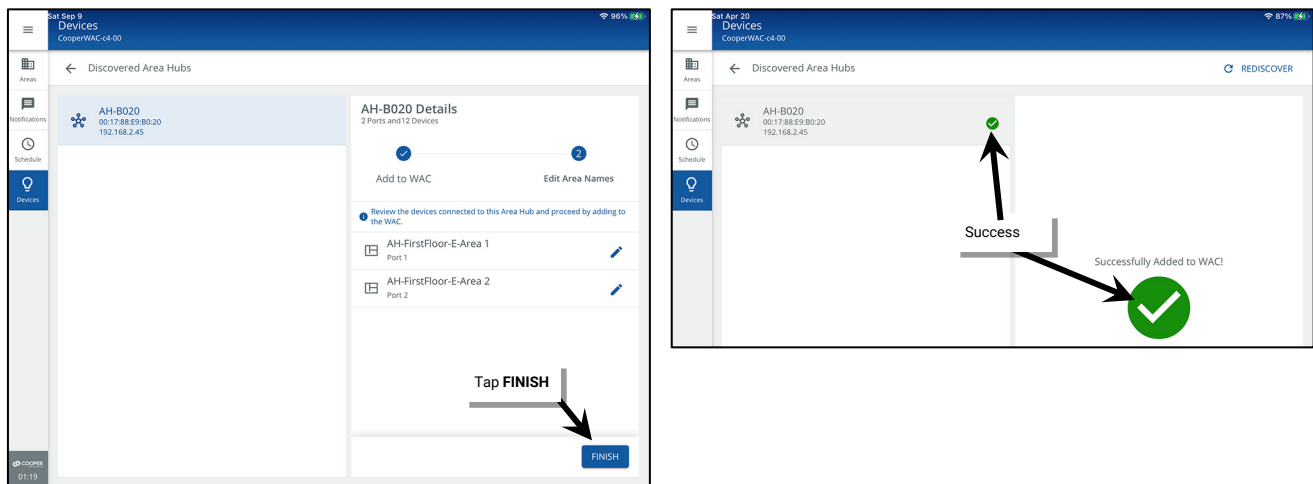 Sat Sep 9
96%
Devices
CooperWAC-c4-00
Areas
Discovered Area Hubs
Notifications
AH-B020
00:17:88:E9:B0:20
192.168.2.45
Schedule
Devices
AH-B020 Details
2 Ports and12 Devices
2
Add to WAC
Edit Area Names
Review the devices connected to this Area Hub and proceed by adding to
the WAC.
AH-FirstFloor-E-Area 1
Port 1
AH-FirstFloor-E-Area 2
Port 2
Tap FINISH
FINISH
COOPER
01:19
Sat Apr 20
87%
Devices
CooperWAC-c4-00
Areas
Discovered Area Hubs
REDISCOVER
Notifications
AH-B020
00:17:88:E9:B0:20
192.168.2.45
Schedule
Devices
Success
Successfully Added to WAC!